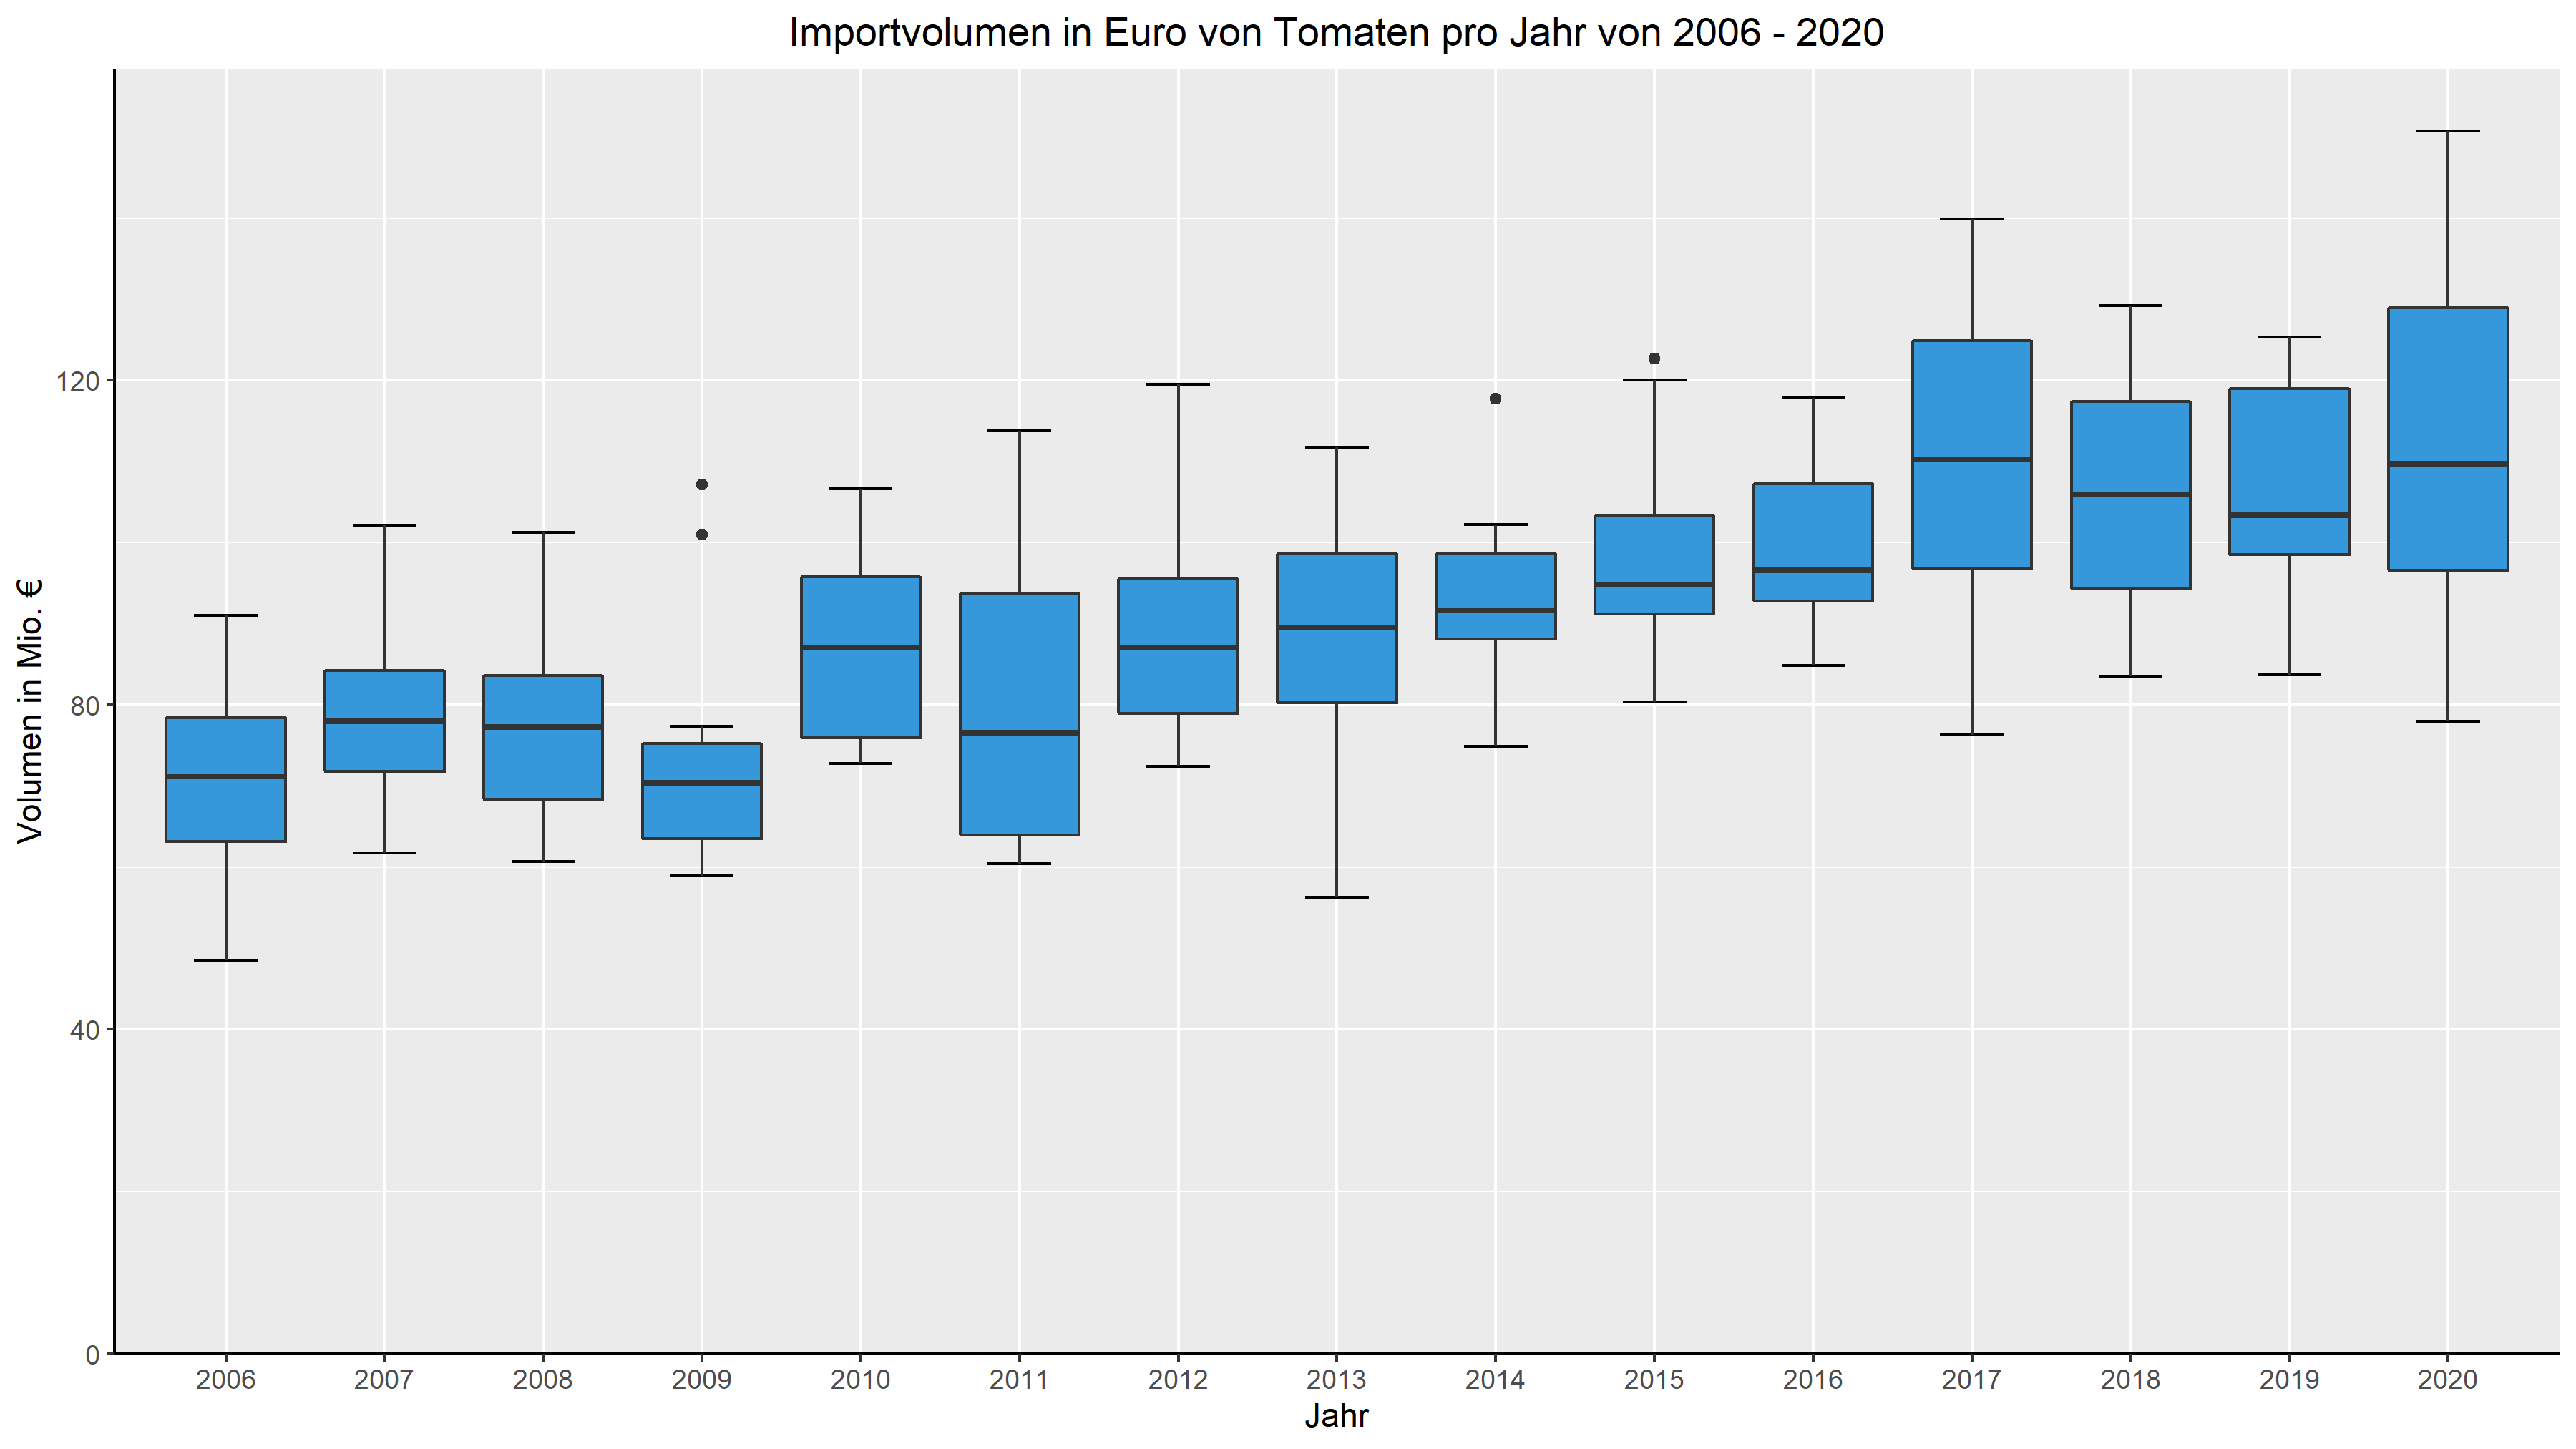 Importvolumen in Euro von Tomaten pro Jahr von 2006 - 2020
Volumen in Mio. €
120
80
40
0
2006 2007 2008 2009 2010 2011 2012 2013 2014 2015 2016 2017 2018 2019 2020
Jahr